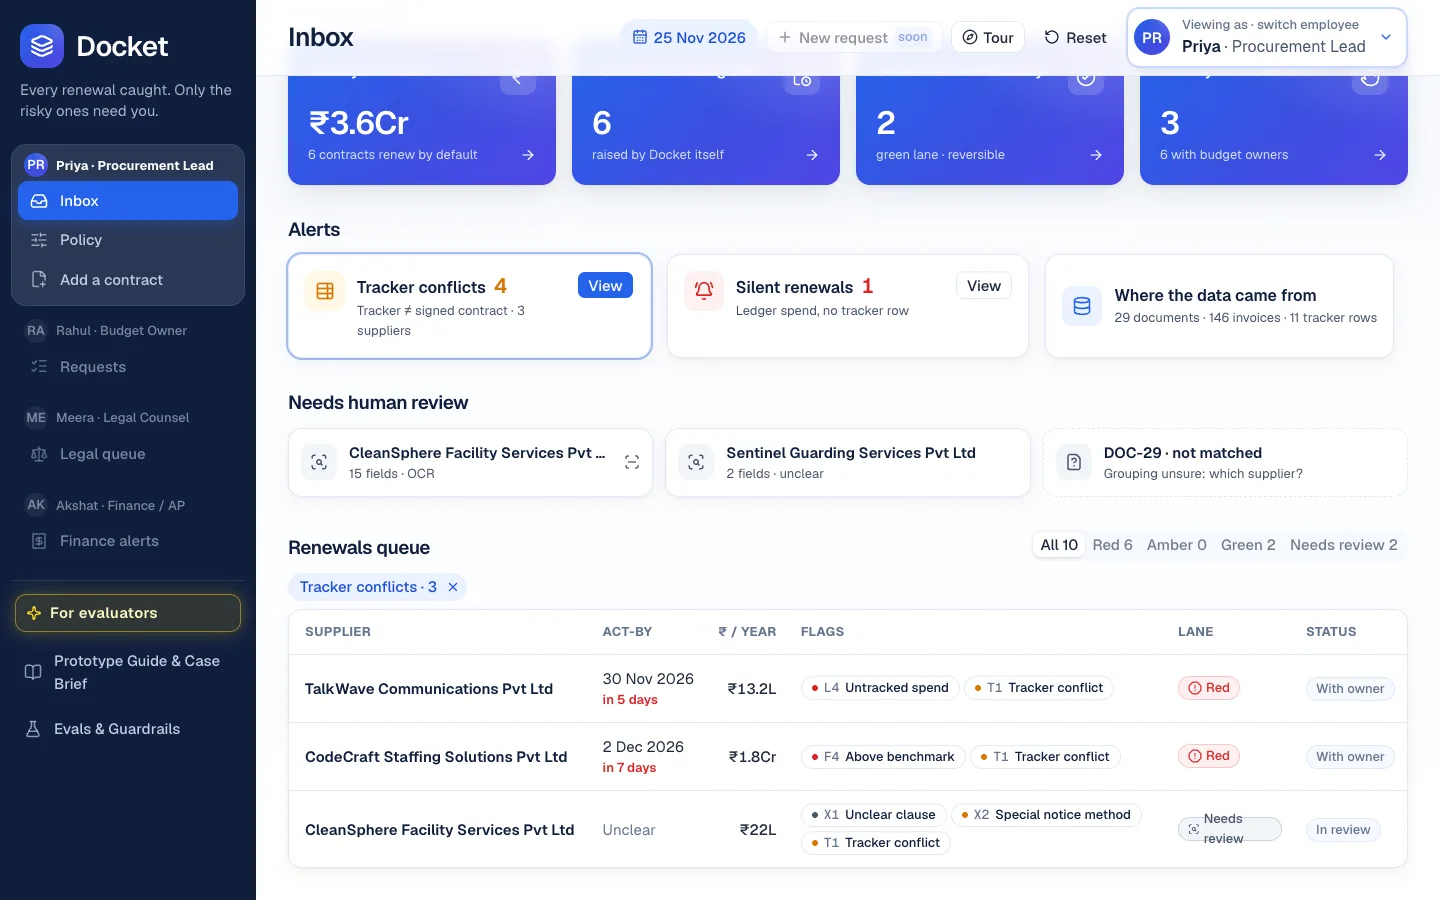 Docket
Every renewal caught. Only the
risky ones need you.
PR Priya · Procurement Lead
Inbox
Policy
Add a contract
RA Rahul · Budget Owner
Requests
ME Meera · Legal Counsel
Legal queue
AK Akshat · Finance / AP
Finance alerts
For evaluators
Prototype Guide & Case
Brief
Evals & Guardrails
Inbox
25 Nov 2026
New request soon
Tour
Reset
PR
Viewing as · switch employee
Priya · Procurement Lead
₹3.6Cr
6 contracts renew by default
6
raised by Docket itself
2
green lane · reversible
3
6 with budget owners
Alerts
Tracker conflicts 4
View
Tracker ≠ signed contract · 3
suppliers
Silent renewals 1
View
Ledger spend, no tracker row
Where the data came from
29 documents · 146 invoices · 11 tracker rows
Needs human review
CleanSphere Facility Services Pvt ...
15 fields · OCR
Sentinel Guarding Services Pvt Ltd
2 fields · unclear
DOC-29 · not matched
Grouping unsure: which supplier?
Renewals queue
All 10 Red 6 Amber 0 Green 2 Needs review 2
Tracker conflicts · 3 ×
SUPPLIER ACT-BY ₹ / YEAR FLAGS LANE STATUS
TalkWave Communications Pvt Ltd
30 Nov 2026
in 5 days
₹13.2L
L4 Untracked spend
T1 Tracker conflict
Red
With owner
CodeCraft Staffing Solutions Pvt Ltd
2 Dec 2026
in 7 days
₹1.8Cr
F4 Above benchmark
T1 Tracker conflict
Red
With owner
CleanSphere Facility Services Pvt Ltd
Unclear
₹22L
X1 Unclear clause
X2 Special notice method
T1 Tracker conflict
Needs
review
In review